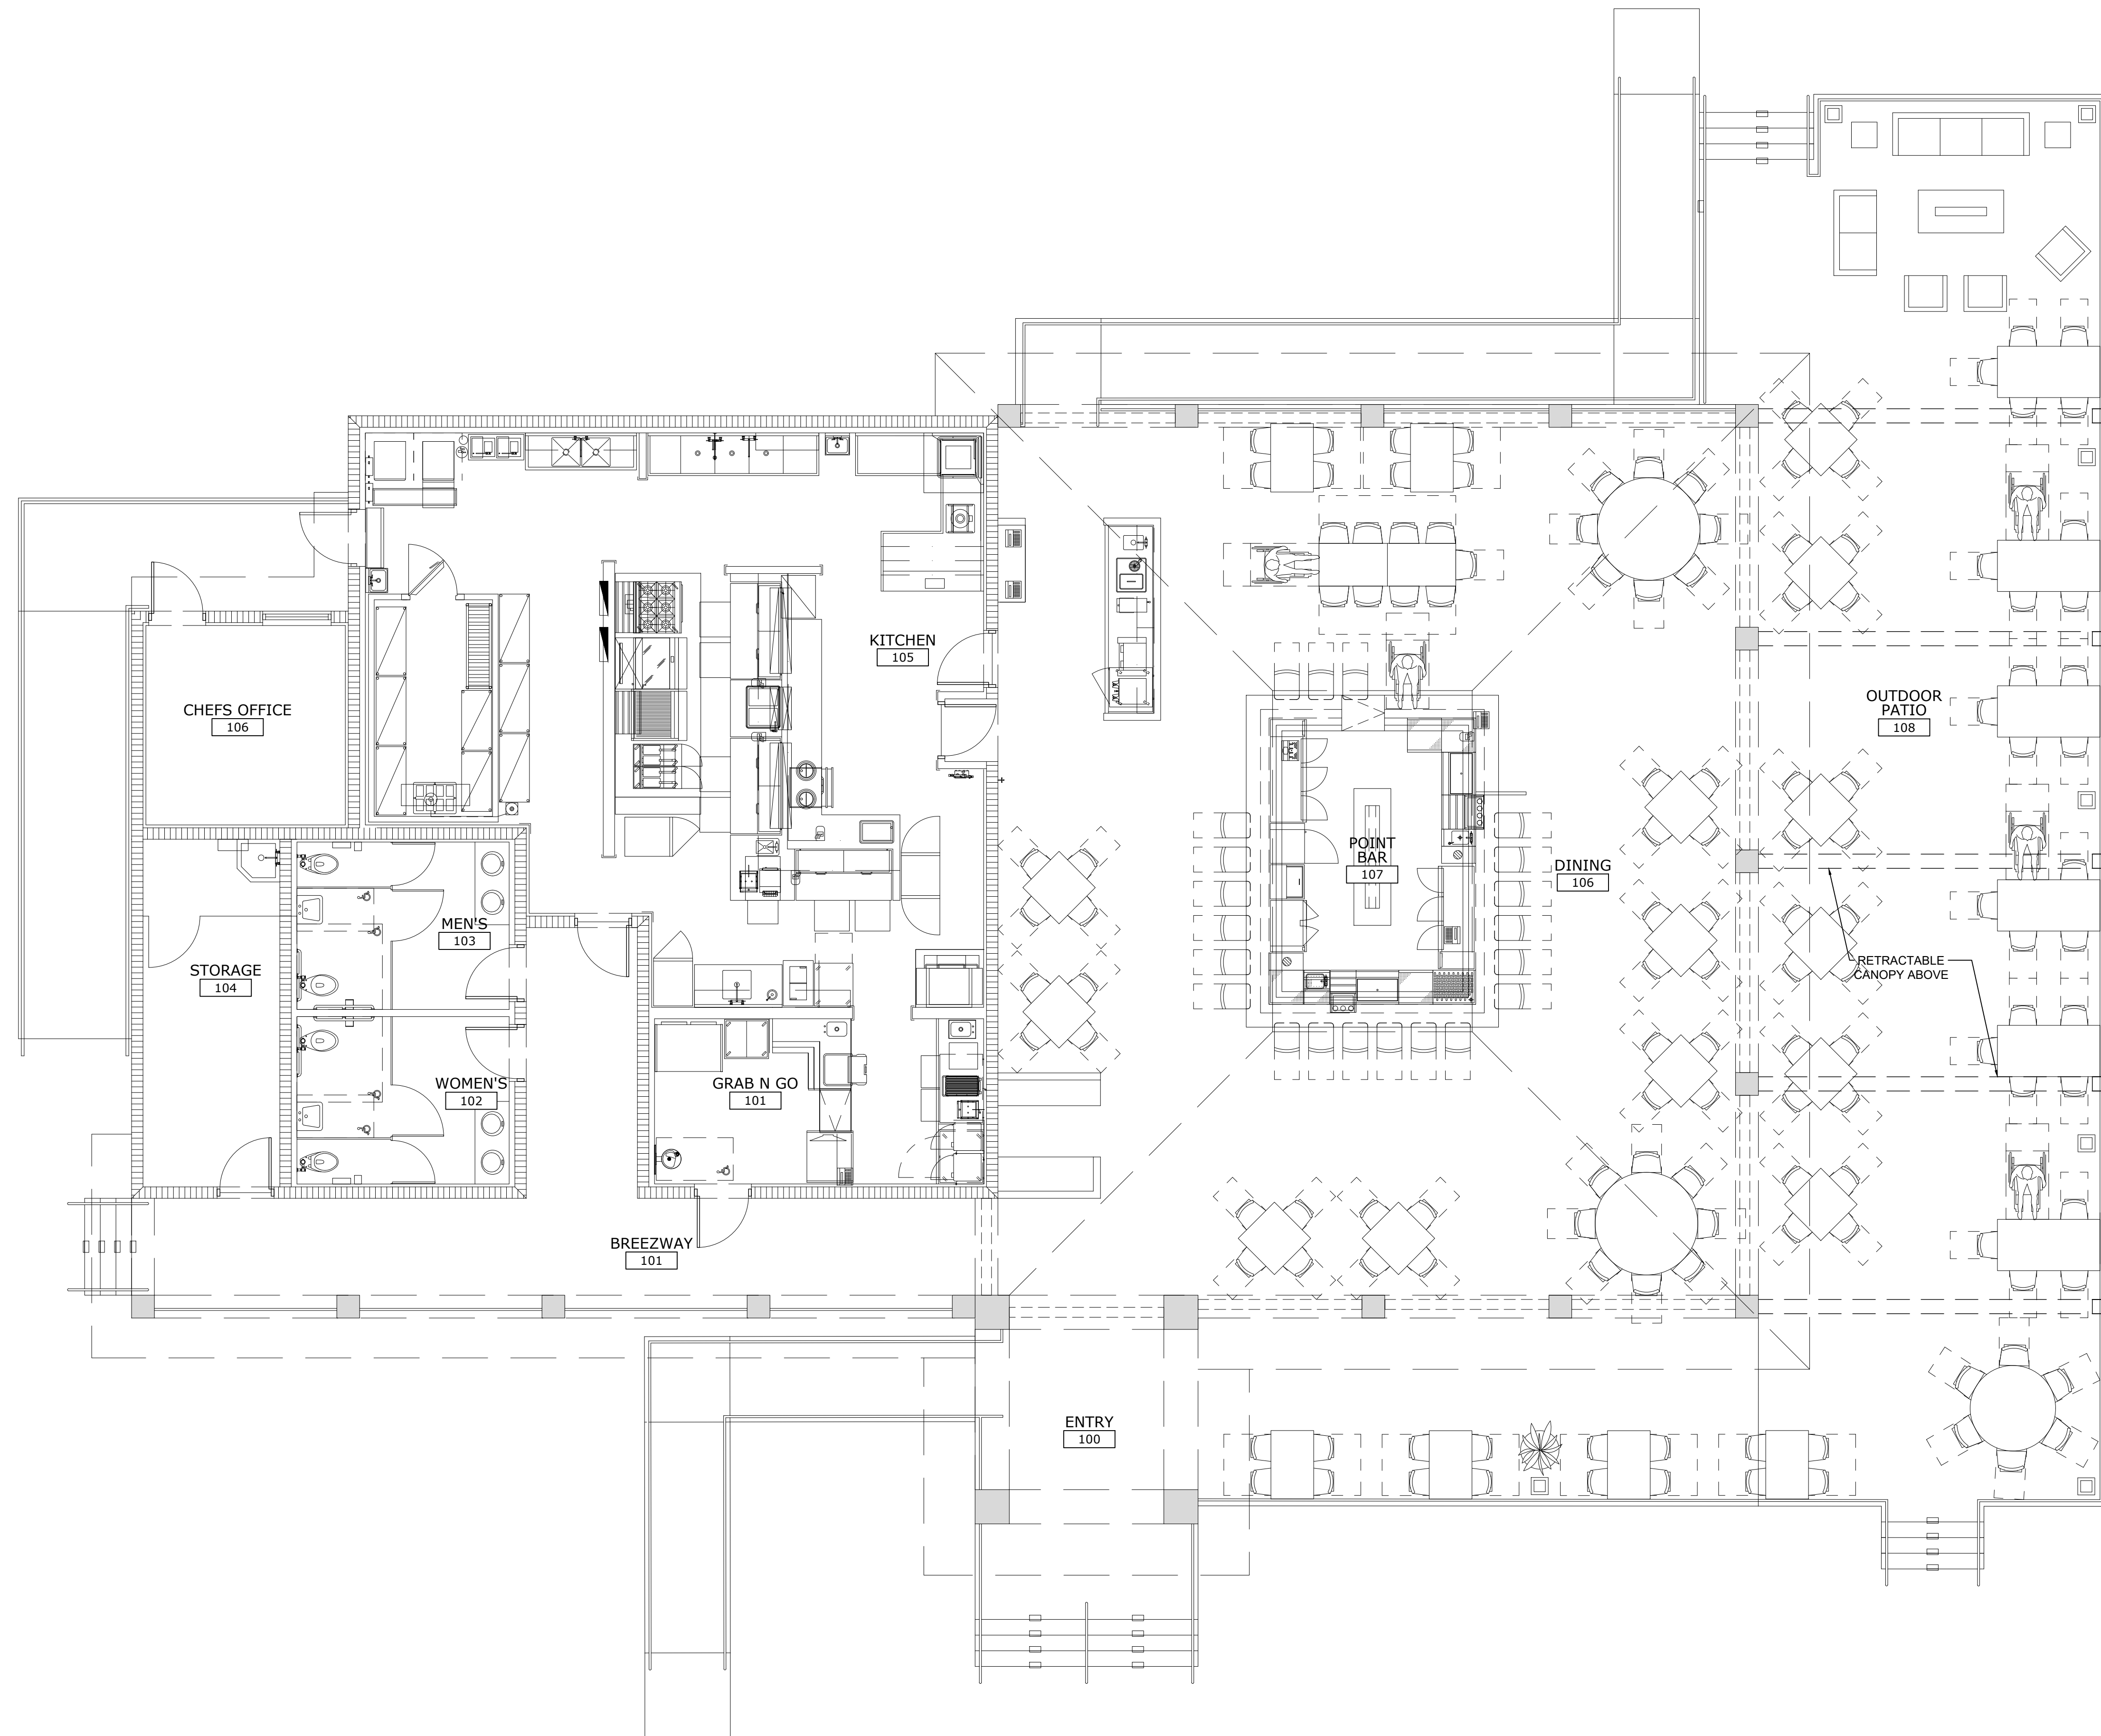 KITCHEN
105
CHEFS OFFICE
106
OUTDOOR
PATIO
108
POINT
BAR
107
DINING
106
MEN'S
103
STORAGE
104
RETRACTABLE
CANOPY ABOVE
WOMEN'S
102
GRAB N GO
101
BREEZWAY
101
ENTRY
100